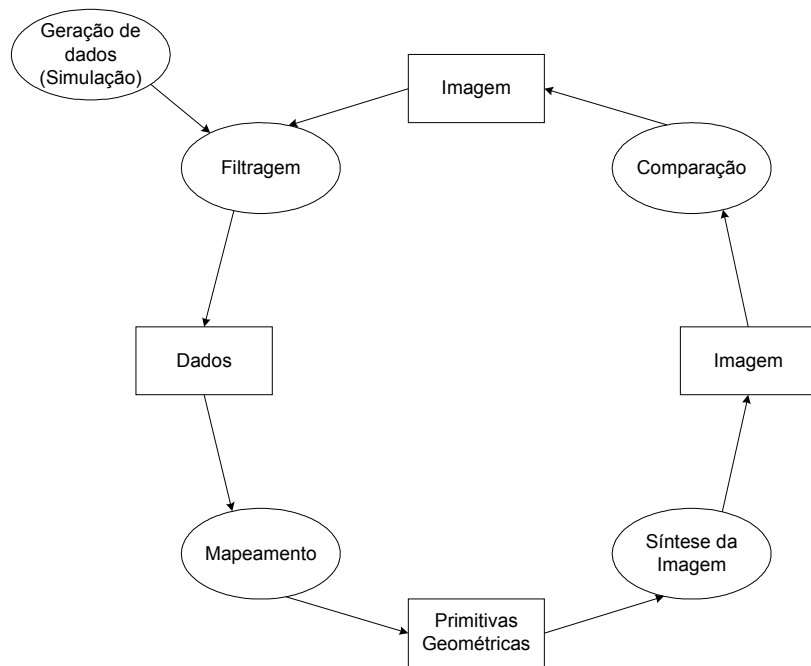 Geração de
dados
(Simulação)
Imagem
Filtragem
Comparação
Dados
Imagem
Mapeamento
Síntese da
Imagem
Primitivas
Geométricas